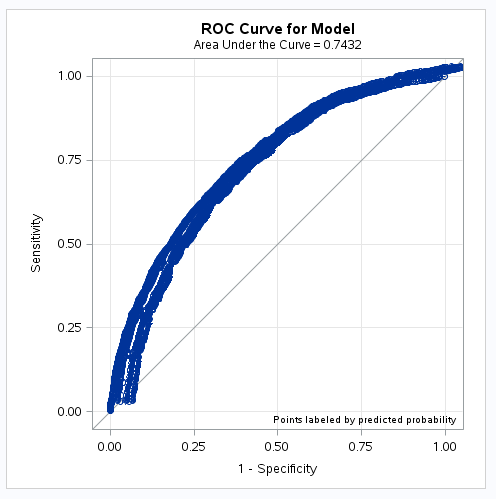 ROC Curve for Model
Area Under the Curve = 0.7432
1.00
0.75
0.50
0.25
0.00
Sensitivity
Points labeled by predicted probability
0.00 0.25 0.50 0.75 1.00
1 - Specificity